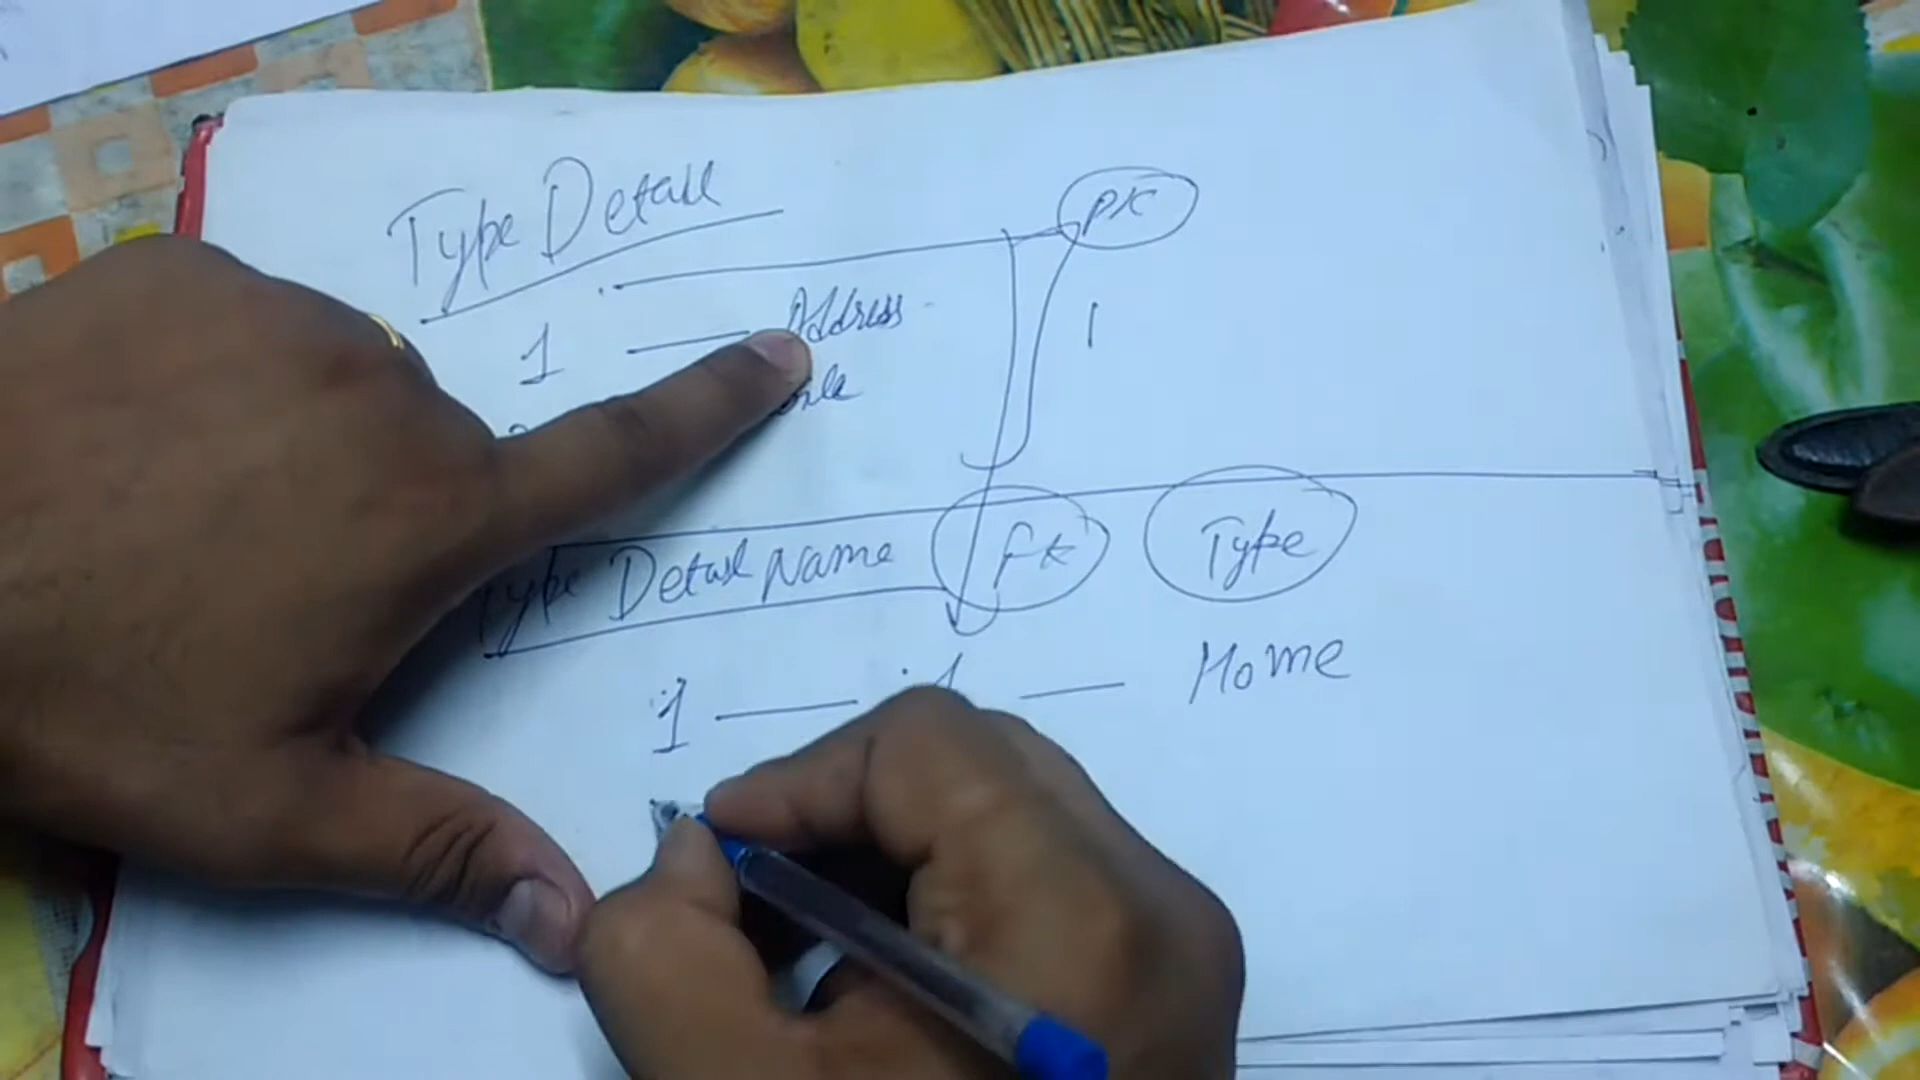 Type Detail PK
1 — Address
1
Type Detail Name fk Type
1 — 1 — Home